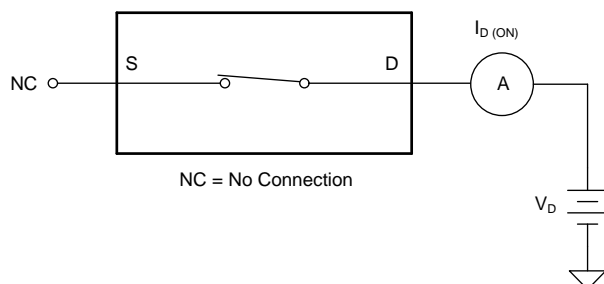 I_D (ON)
S
D
NC
A
NC = No Connection
V_D